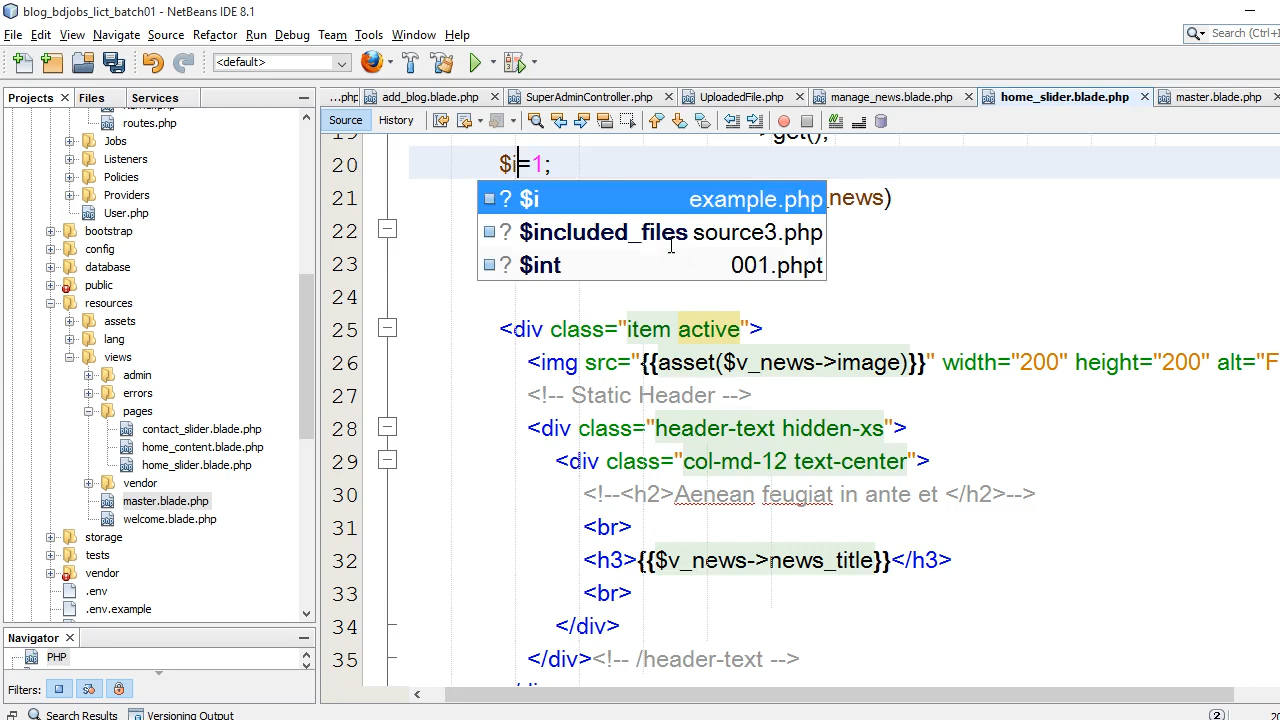 blog_bdjobs_lict_batch01 - NetBeans IDE 8.1
File Edit View Navigate Source Refactor Run Debug Team Tools Window Help
Search (Ctrl+I
<default>
Projects Files Services
...php add_blog.blade.php SuperAdminController.php UploadedFile.php manage_news.blade.php home_slider.blade.php master.blade.php
Source History
routes.php
Jobs
Listeners
Policies
Providers
User.php
bootstrap
config
database
public
resources
assets
lang
views
admin
errors
pages
contact_slider.blade.php
home_content.blade.php
home_slider.blade.php
vendor
master.blade.php
welcome.blade.php
storage
tests
vendor
.env
.env.example
Navigator
PHP
Filters:
Search Results Versioning Output
19 ->get();
20 $i=1;
21 _news)
22
23
24
25 <div class="item active">
26 <img src="{{asset($v_news->image)}}" width="200" height="200" alt="F
27 <!-- Static Header -->
28 <div class="header-text hidden-xs">
29 <div class="col-md-12 text-center">
30 <!--<h2>Aenean feugiat in ante et </h2>-->
31 <br>
32 <h3>{{$v_news->news_title}}</h3>
33 <br>
34 </div>
35 </div><!-- /header-text -->
? $i example.php
? $included_files source3.php
? $int 001.phpt
2